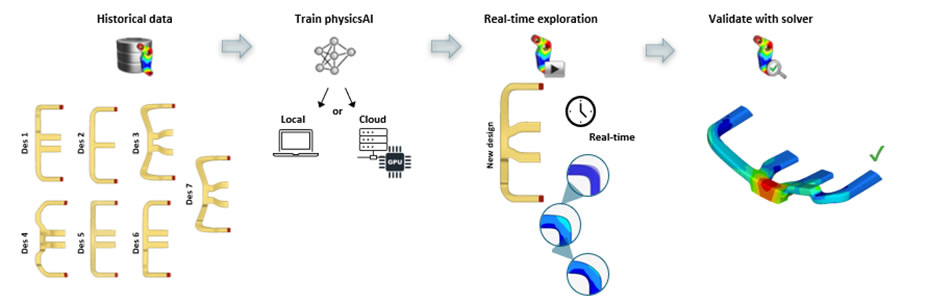 Historical data
Train physicsAI
Real-time exploration
Validate with solver
Des 1
Des 2
Des 3
Des 7
Des 4
Des 5
Des 6
or
Local
Cloud
GPU
New design
Real-time